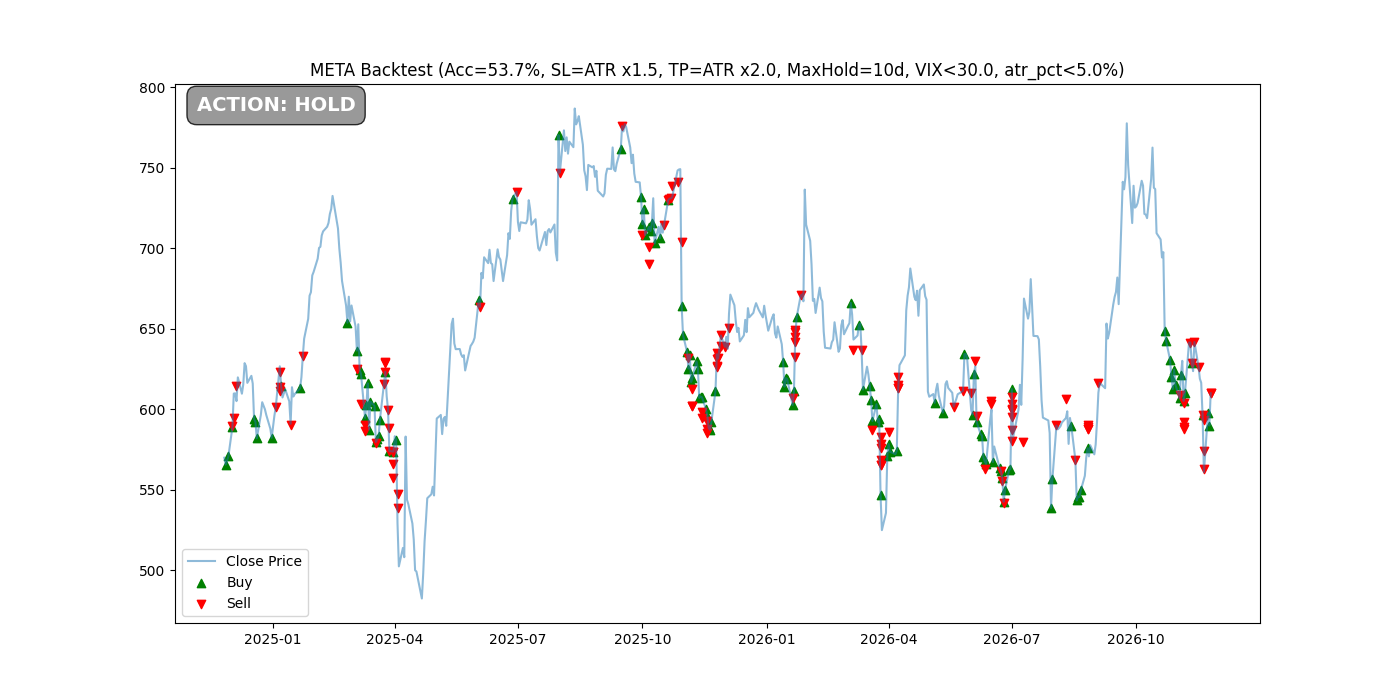 META Backtest (Acc=53.7%, SL=ATR x1.5, TP=ATR x2.0, MaxHold=10d, VIX<30.0, atr_pct<5.0%)
ACTION: HOLD
800
750
700
650
600
550
500
Close Price
Buy
Sell
2025-01 2025-04 2025-07 2025-10 2026-01 2026-04 2026-07 2026-10